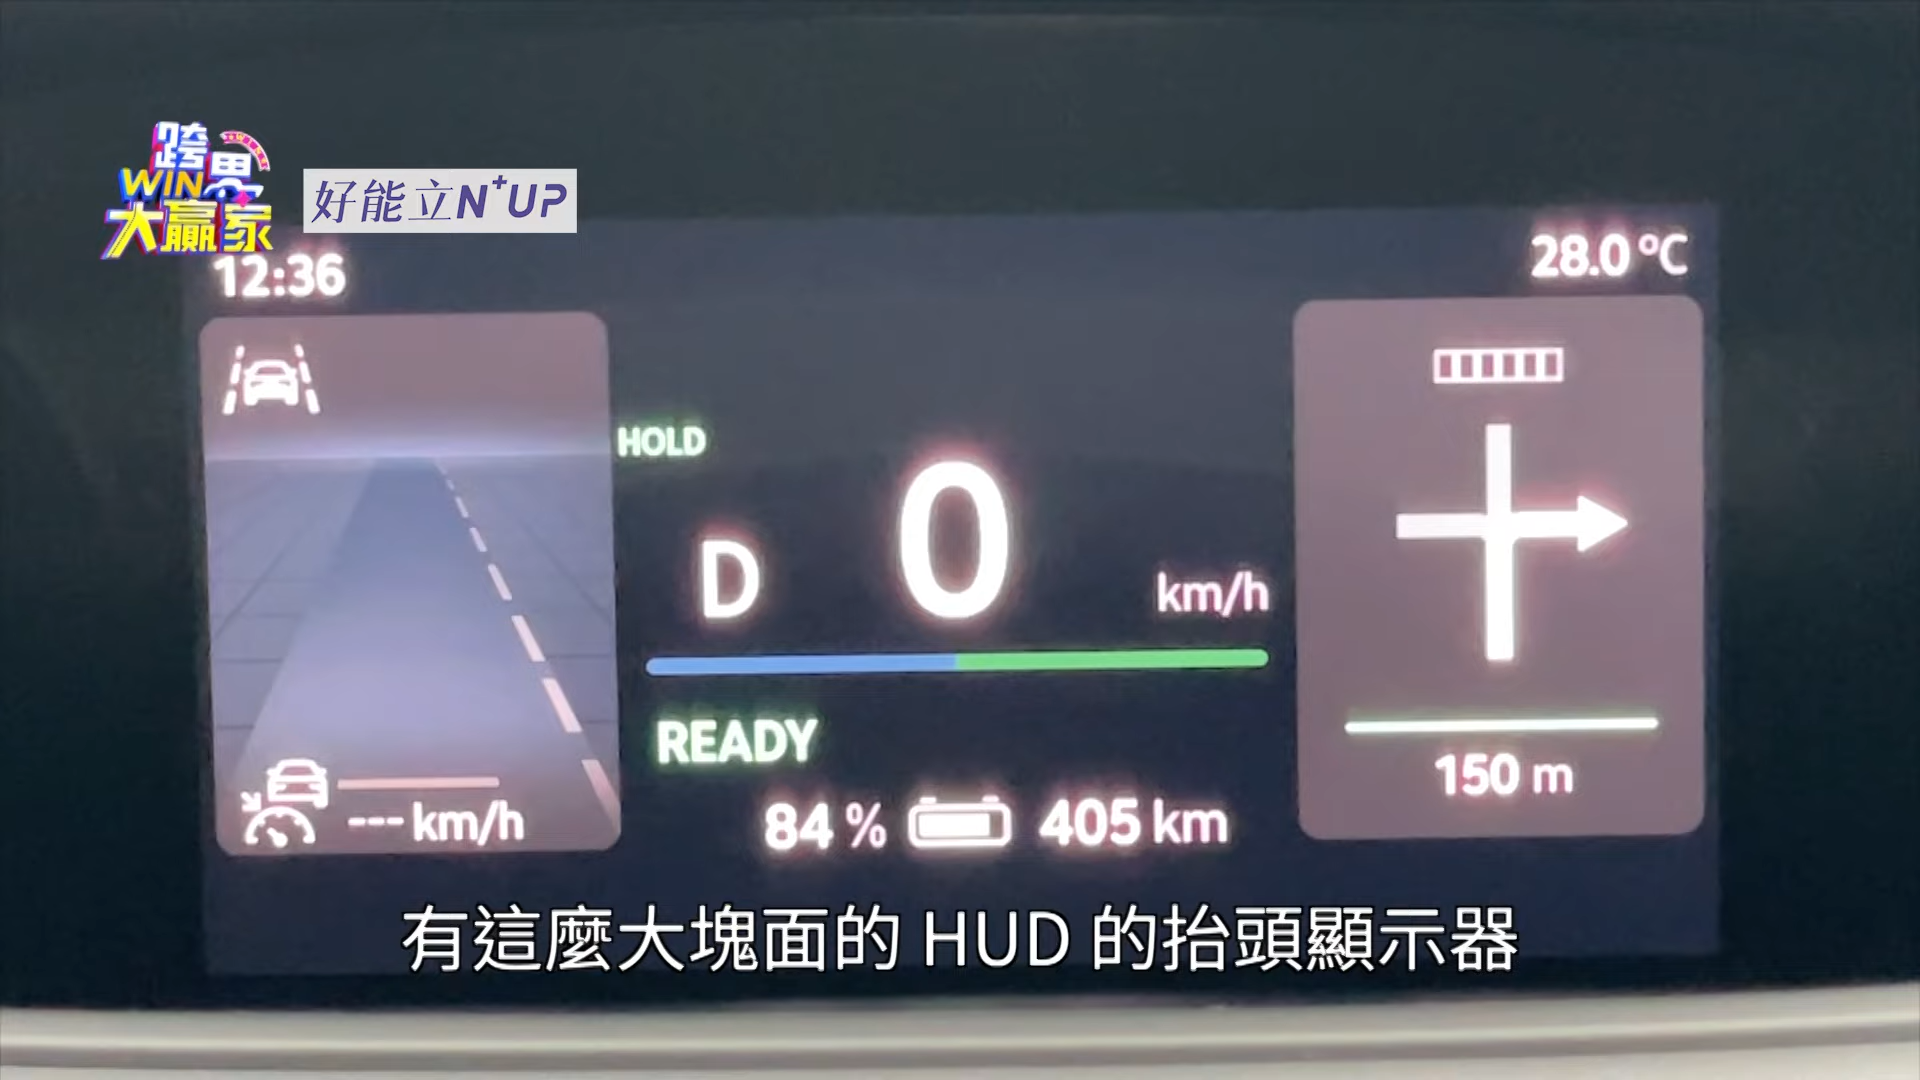 跨界
WIN
大贏家
好能立N⁺UP
12:36
28.0 °C
HOLD
D
0
km/h
READY
---km/h
84 %
405 km
150 m
有這麼大塊面的 HUD 的抬頭顯示器